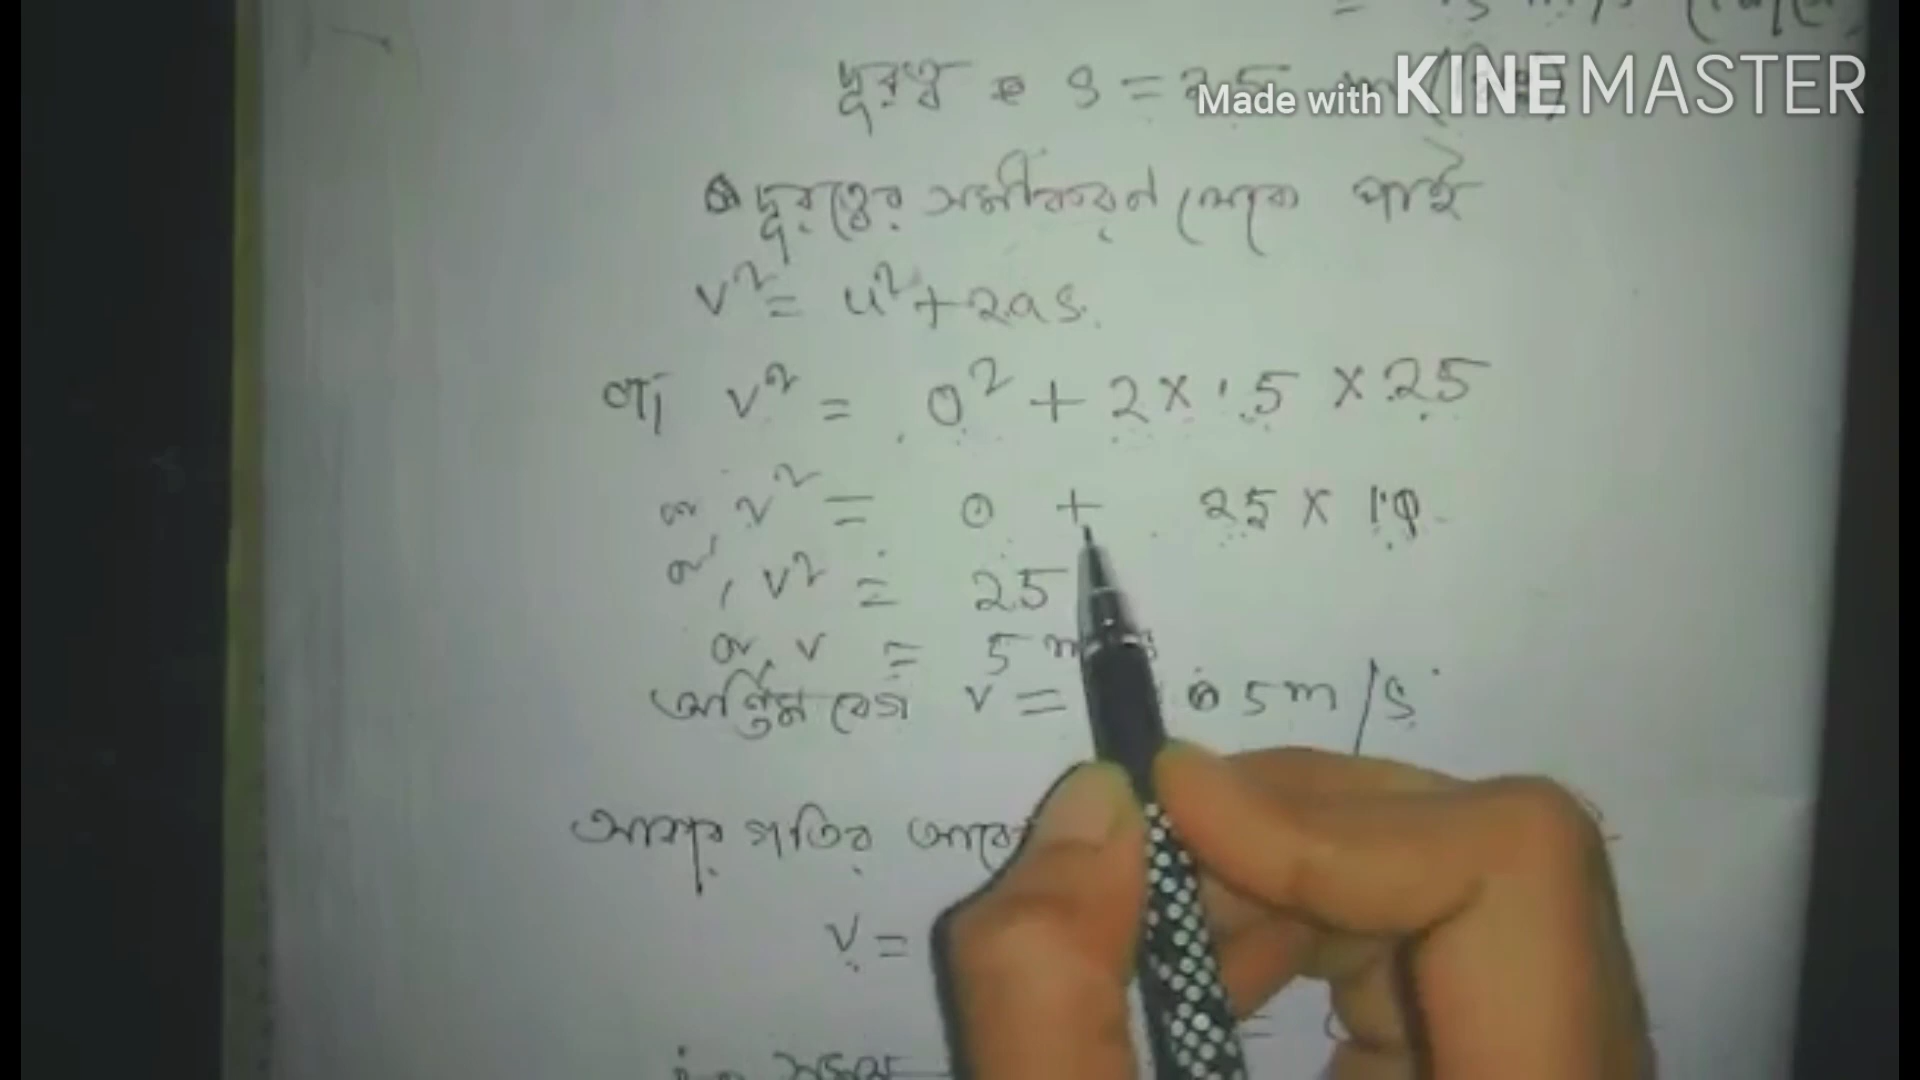 দূরত্ব s = 25 m
Made with KINEMASTER
দূরত্বের সমীকরণ থেকে পাই
v² = u² + 2as.
বা v² = 0² + 2 × .5 × 25
বা, v² = 0 + 25 × 1.0
বা, v² = 25
বা, v = 5 m
অন্তিম বেগ v = 5m/s
আবার গতির
v =